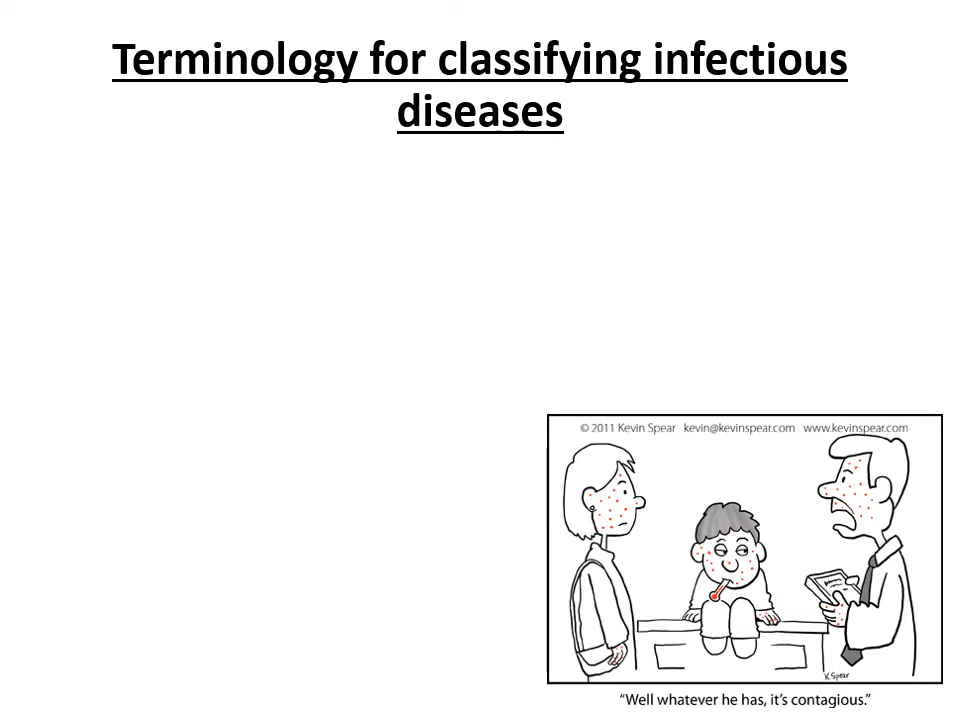 Terminology for classifying infectious
diseases
© 2011 Kevin Spear kevin@kevinspear.com www.kevinspear.com
K. Spear
“Well whatever he has, it’s contagious.”